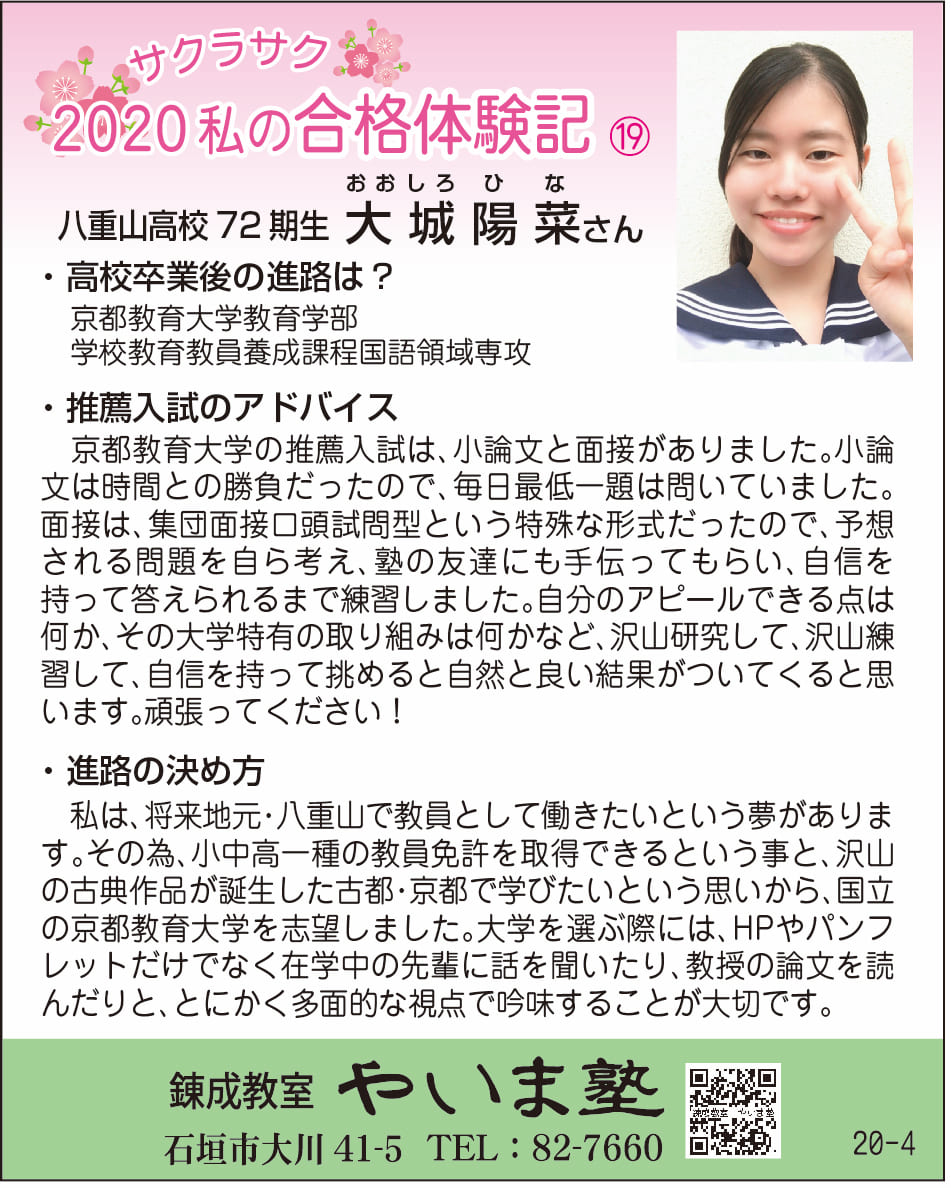 サクラサク
2020 私の合格体験記 ⑲
おおしろ ひな
八重山高校 72 期生 大城陽菜さん
・高校卒業後の進路は？
京都教育大学教育学部
学校教育教員養成課程国語領域専攻
・推薦入試のアドバイス
京都教育大学の推薦入試は、小論文と面接がありました。小論
文は時間との勝負だったので、毎日最低一題は問いていました。
面接は、集団面接口頭試問型という特殊な形式だったので、予想
される問題を自ら考え、塾の友達にも手伝ってもらい、自信を
持って答えられるまで練習しました。自分のアピールできる点は
何か、その大学特有の取り組みは何かなど、沢山研究して、沢山練
習して、自信を持って挑めると自然と良い結果がついてくると思
います。頑張ってください！
・進路の決め方
私は、将来地元・八重山で教員として働きたいという夢がありま
す。その為、小中高一種の教員免許を取得できるという事と、沢山
の古典作品が誕生した古都・京都で学びたいという思いから、国立
の京都教育大学を志望しました。大学を選ぶ際には、HPやパンフ
レットだけでなく在学中の先輩に話を聞いたり、教授の論文を読
んだりと、とにかく多面的な視点で吟味することが大切です。
錬成教室 やいま塾
錬成教室 やいま塾
石垣市大川 41-5 TEL：82-7660
20-4